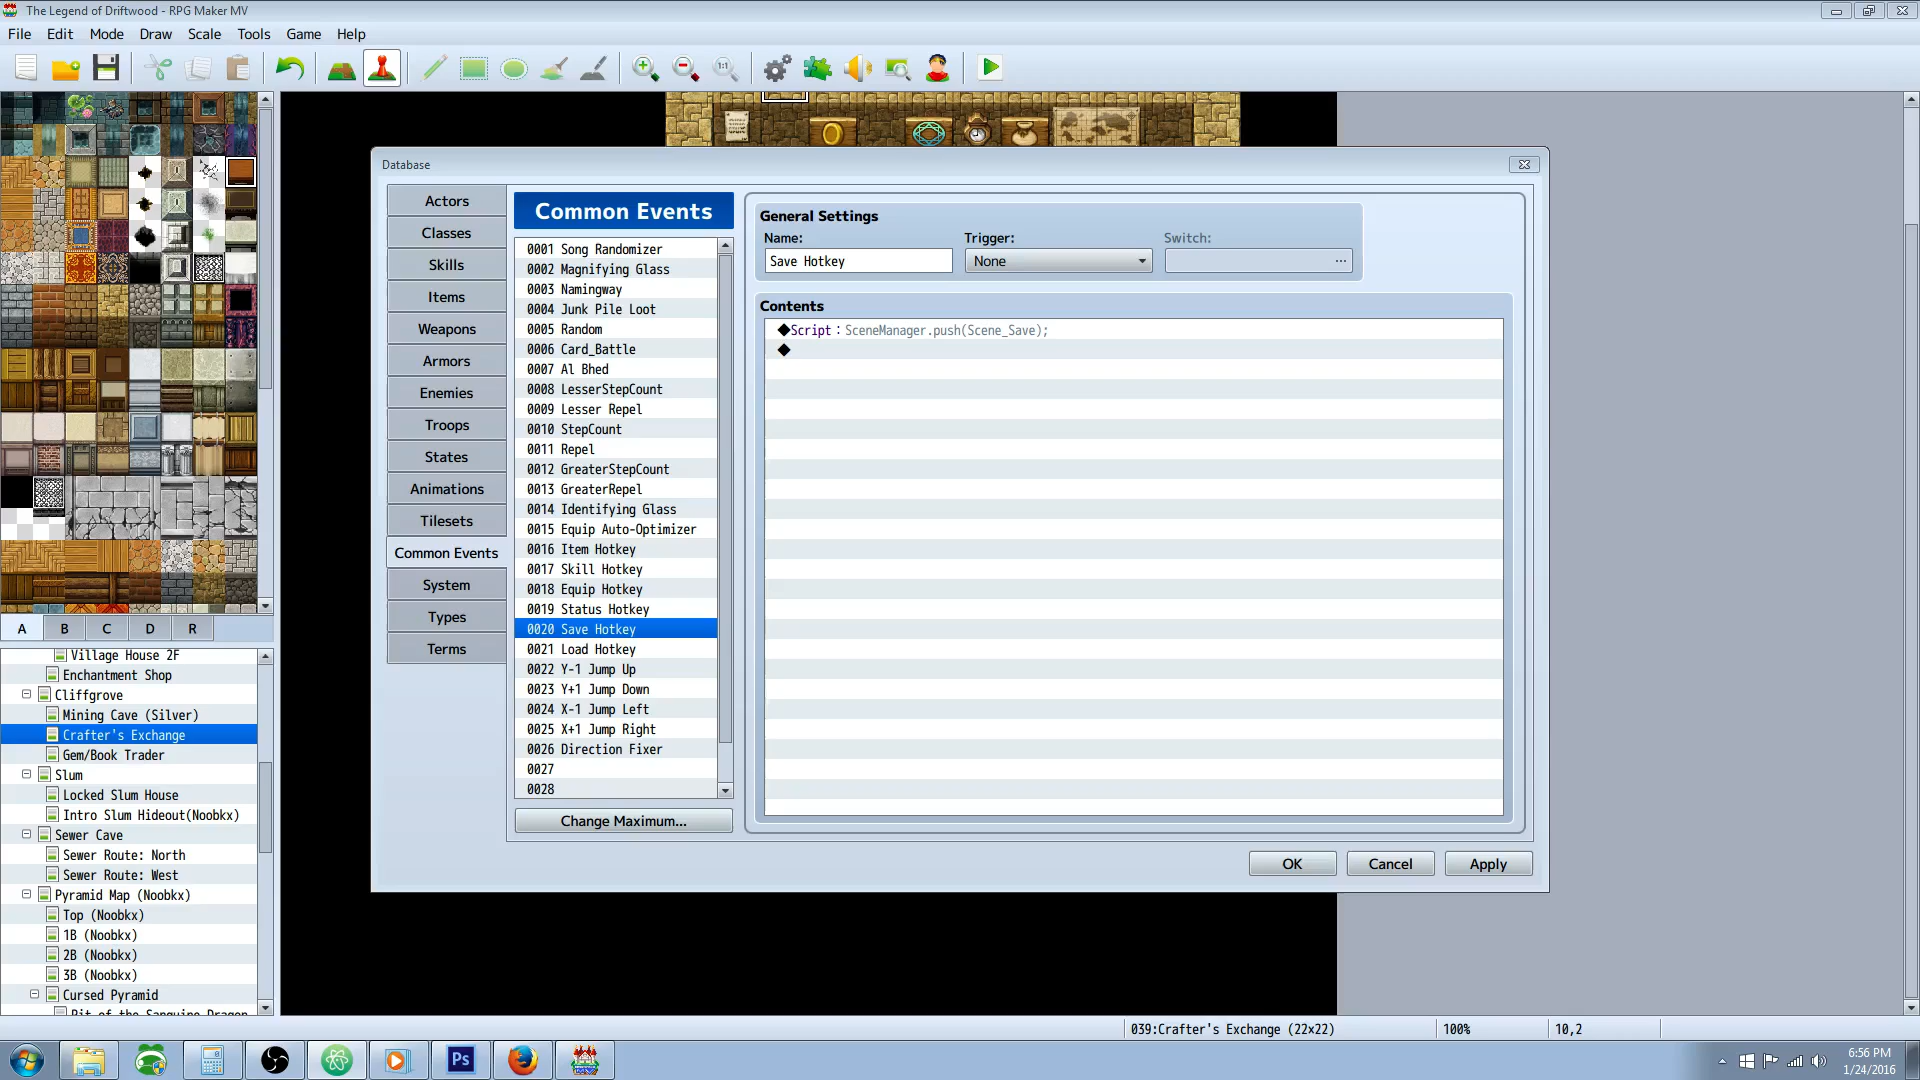 The Legend of Driftwood - RPG Maker MV
File Edit Mode Draw Scale Tools Game Help
1:1
Database
Actors
Classes
Skills
Items
Weapons
Armors
Enemies
Troops
States
Animations
Tilesets
Common Events
System
Types
Terms
Common Events
0001 Song Randomizer
0002 Magnifying Glass
0003 Namingway
0004 Junk Pile Loot
0005 Random
0006 Card_Battle
0007 Al Bhed
0008 LesserStepCount
0009 Lesser Repel
0010 StepCount
0011 Repel
0012 GreaterStepCount
0013 GreaterRepel
0014 Identifying Glass
0015 Equip Auto-Optimizer
0016 Item Hotkey
0017 Skill Hotkey
0018 Equip Hotkey
0019 Status Hotkey
0020 Save Hotkey
0021 Load Hotkey
0022 Y-1 Jump Up
0023 Y+1 Jump Down
0024 X-1 Jump Left
0025 X+1 Jump Right
0026 Direction Fixer
0027
0028
Change Maximum...
General Settings
Name: Trigger: Switch:
Save Hotkey None ...
Contents
◆Script：SceneManager.push(Scene_Save);
◆
OK Cancel Apply
A B C D R
Village House 2F
Enchantment Shop
Cliffgrove
Mining Cave (Silver)
Crafter's Exchange
Gem/Book Trader
Slum
Locked Slum House
Intro Slum Hideout(Noobkx)
Sewer Cave
Sewer Route: North
Sewer Route: West
Pyramid Map (Noobkx)
Top (Noobkx)
1B (Noobkx)
2B (Noobkx)
3B (Noobkx)
Cursed Pyramid
Pit of the Sanguine Dragon
039:Crafter's Exchange (22x22) 100% 10,2
Ps
6:56 PM
1/24/2016